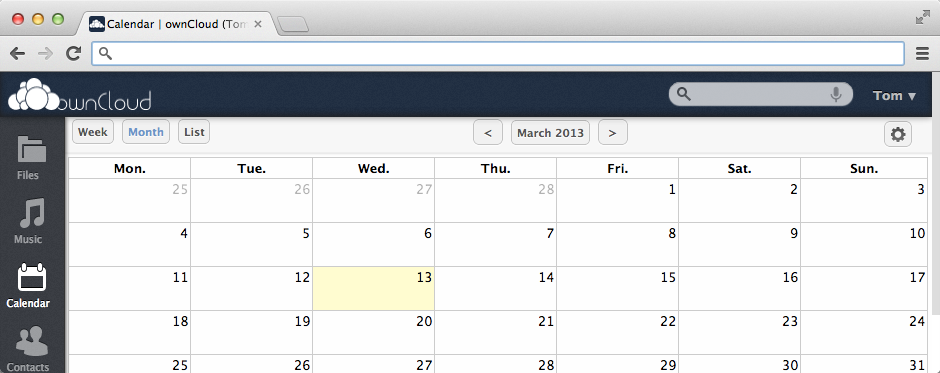 Calendar | ownCloud (Tom
ownCloud
Tom ▾
Week Month List < March 2013 >
Files
Music
Calendar
Contacts
Mon. Tue. Wed. Thu. Fri. Sat. Sun.
25 26 27 28 1 2 3
4 5 6 7 8 9 10
11 12 13 14 15 16 17
18 19 20 21 22 23 24
25 26 27 28 29 30 31